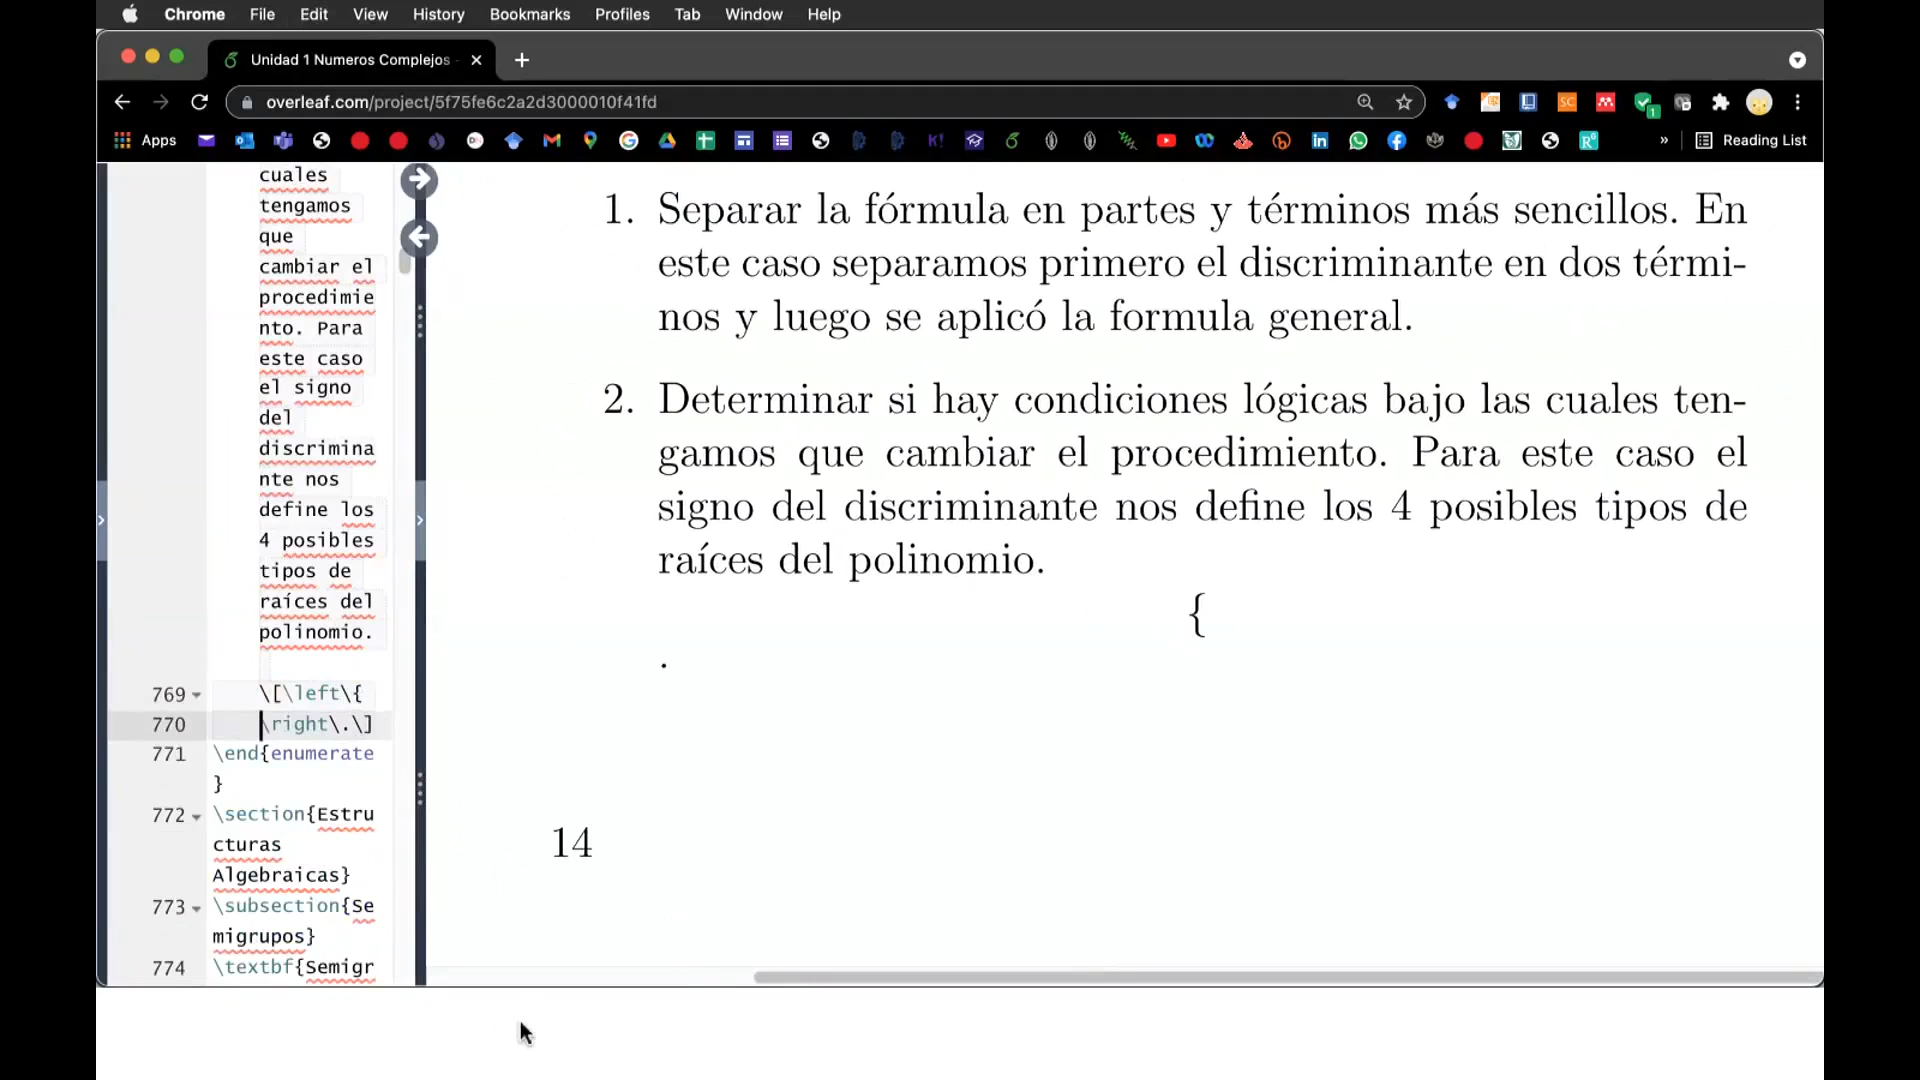 Chrome File Edit View History Bookmarks Profiles Tab Window Help
Unidad 1 Numeros Complejos
overleaf.com/project/5f75fe6c2a2d3000010f41fd
Apps
Reading List
cuales
tengamos
que
cambiar el
procedimie
nto. Para
este caso
el signo
del
discrimina
nte nos
define los
4 posibles
tipos de
raíces del
polinomio.
769 \[\left\{
770 \right\.\]
771 \end{enumerate
}
772 \section{Estru
cturas
Algebraicas}
773 \subsection{Se
migrupos}
774 \textbf{Semigr
1. Separar la fórmula en partes y términos más sencillos. En
este caso separamos primero el discriminante en dos térmi-
nos y luego se aplicó la formula general.
2. Determinar si hay condiciones lógicas bajo las cuales ten-
gamos que cambiar el procedimiento. Para este caso el
signo del discriminante nos define los 4 posibles tipos de
raíces del polinomio.
{
.
14